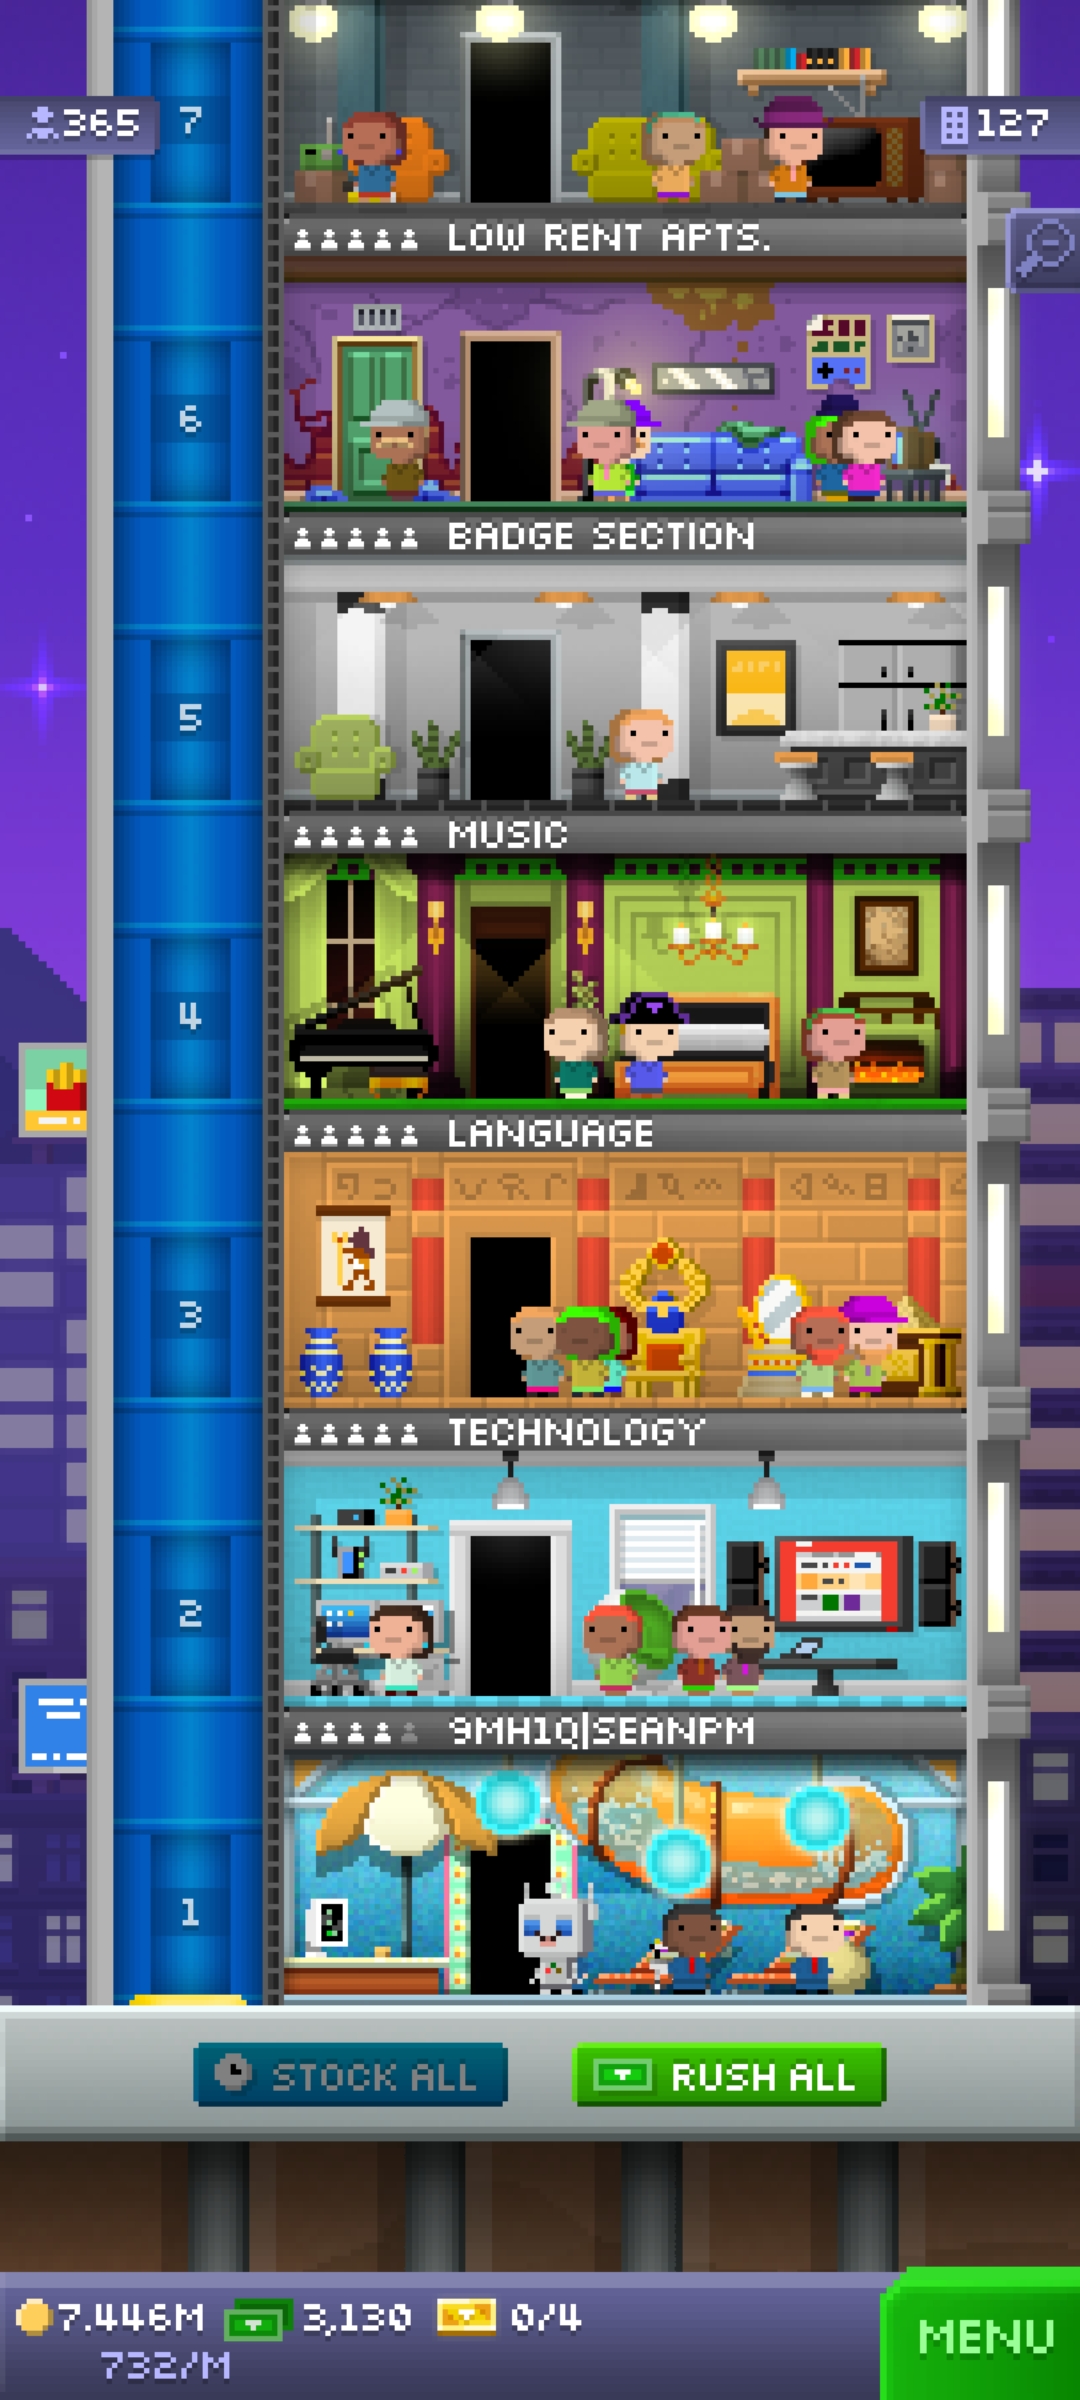 7
365
127
LOW RENT APTS.
6
BADGE SECTION
5
MUSIC
4
LANGUAGE
3
TECHNOLOGY
2
9MH1Q|SEANPM
1
STOCK ALL
RUSH ALL
7.446M 3,130 0/4
732/M
MENU